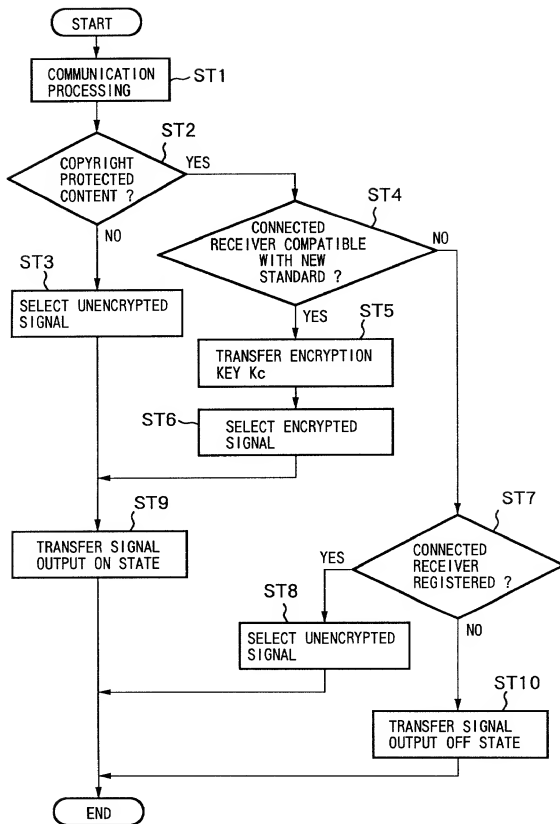 START
COMMUNICATION
PROCESSING
ST1
ST2
COPYRIGHT
PROTECTED
CONTENT ?
YES
NO
ST4
CONNECTED
RECEIVER COMPATIBLE
WITH NEW
STANDARD ?
NO
YES
ST3
SELECT UNENCRYPTED
SIGNAL
ST5
TRANSFER ENCRYPTION
KEY Kc
ST6
SELECT ENCRYPTED
SIGNAL
ST9
TRANSFER SIGNAL
OUTPUT ON STATE
ST7
CONNECTED
RECEIVER
REGISTERED ?
YES
NO
ST8
SELECT UNENCRYPTED
SIGNAL
ST10
TRANSFER SIGNAL
OUTPUT OFF STATE
END